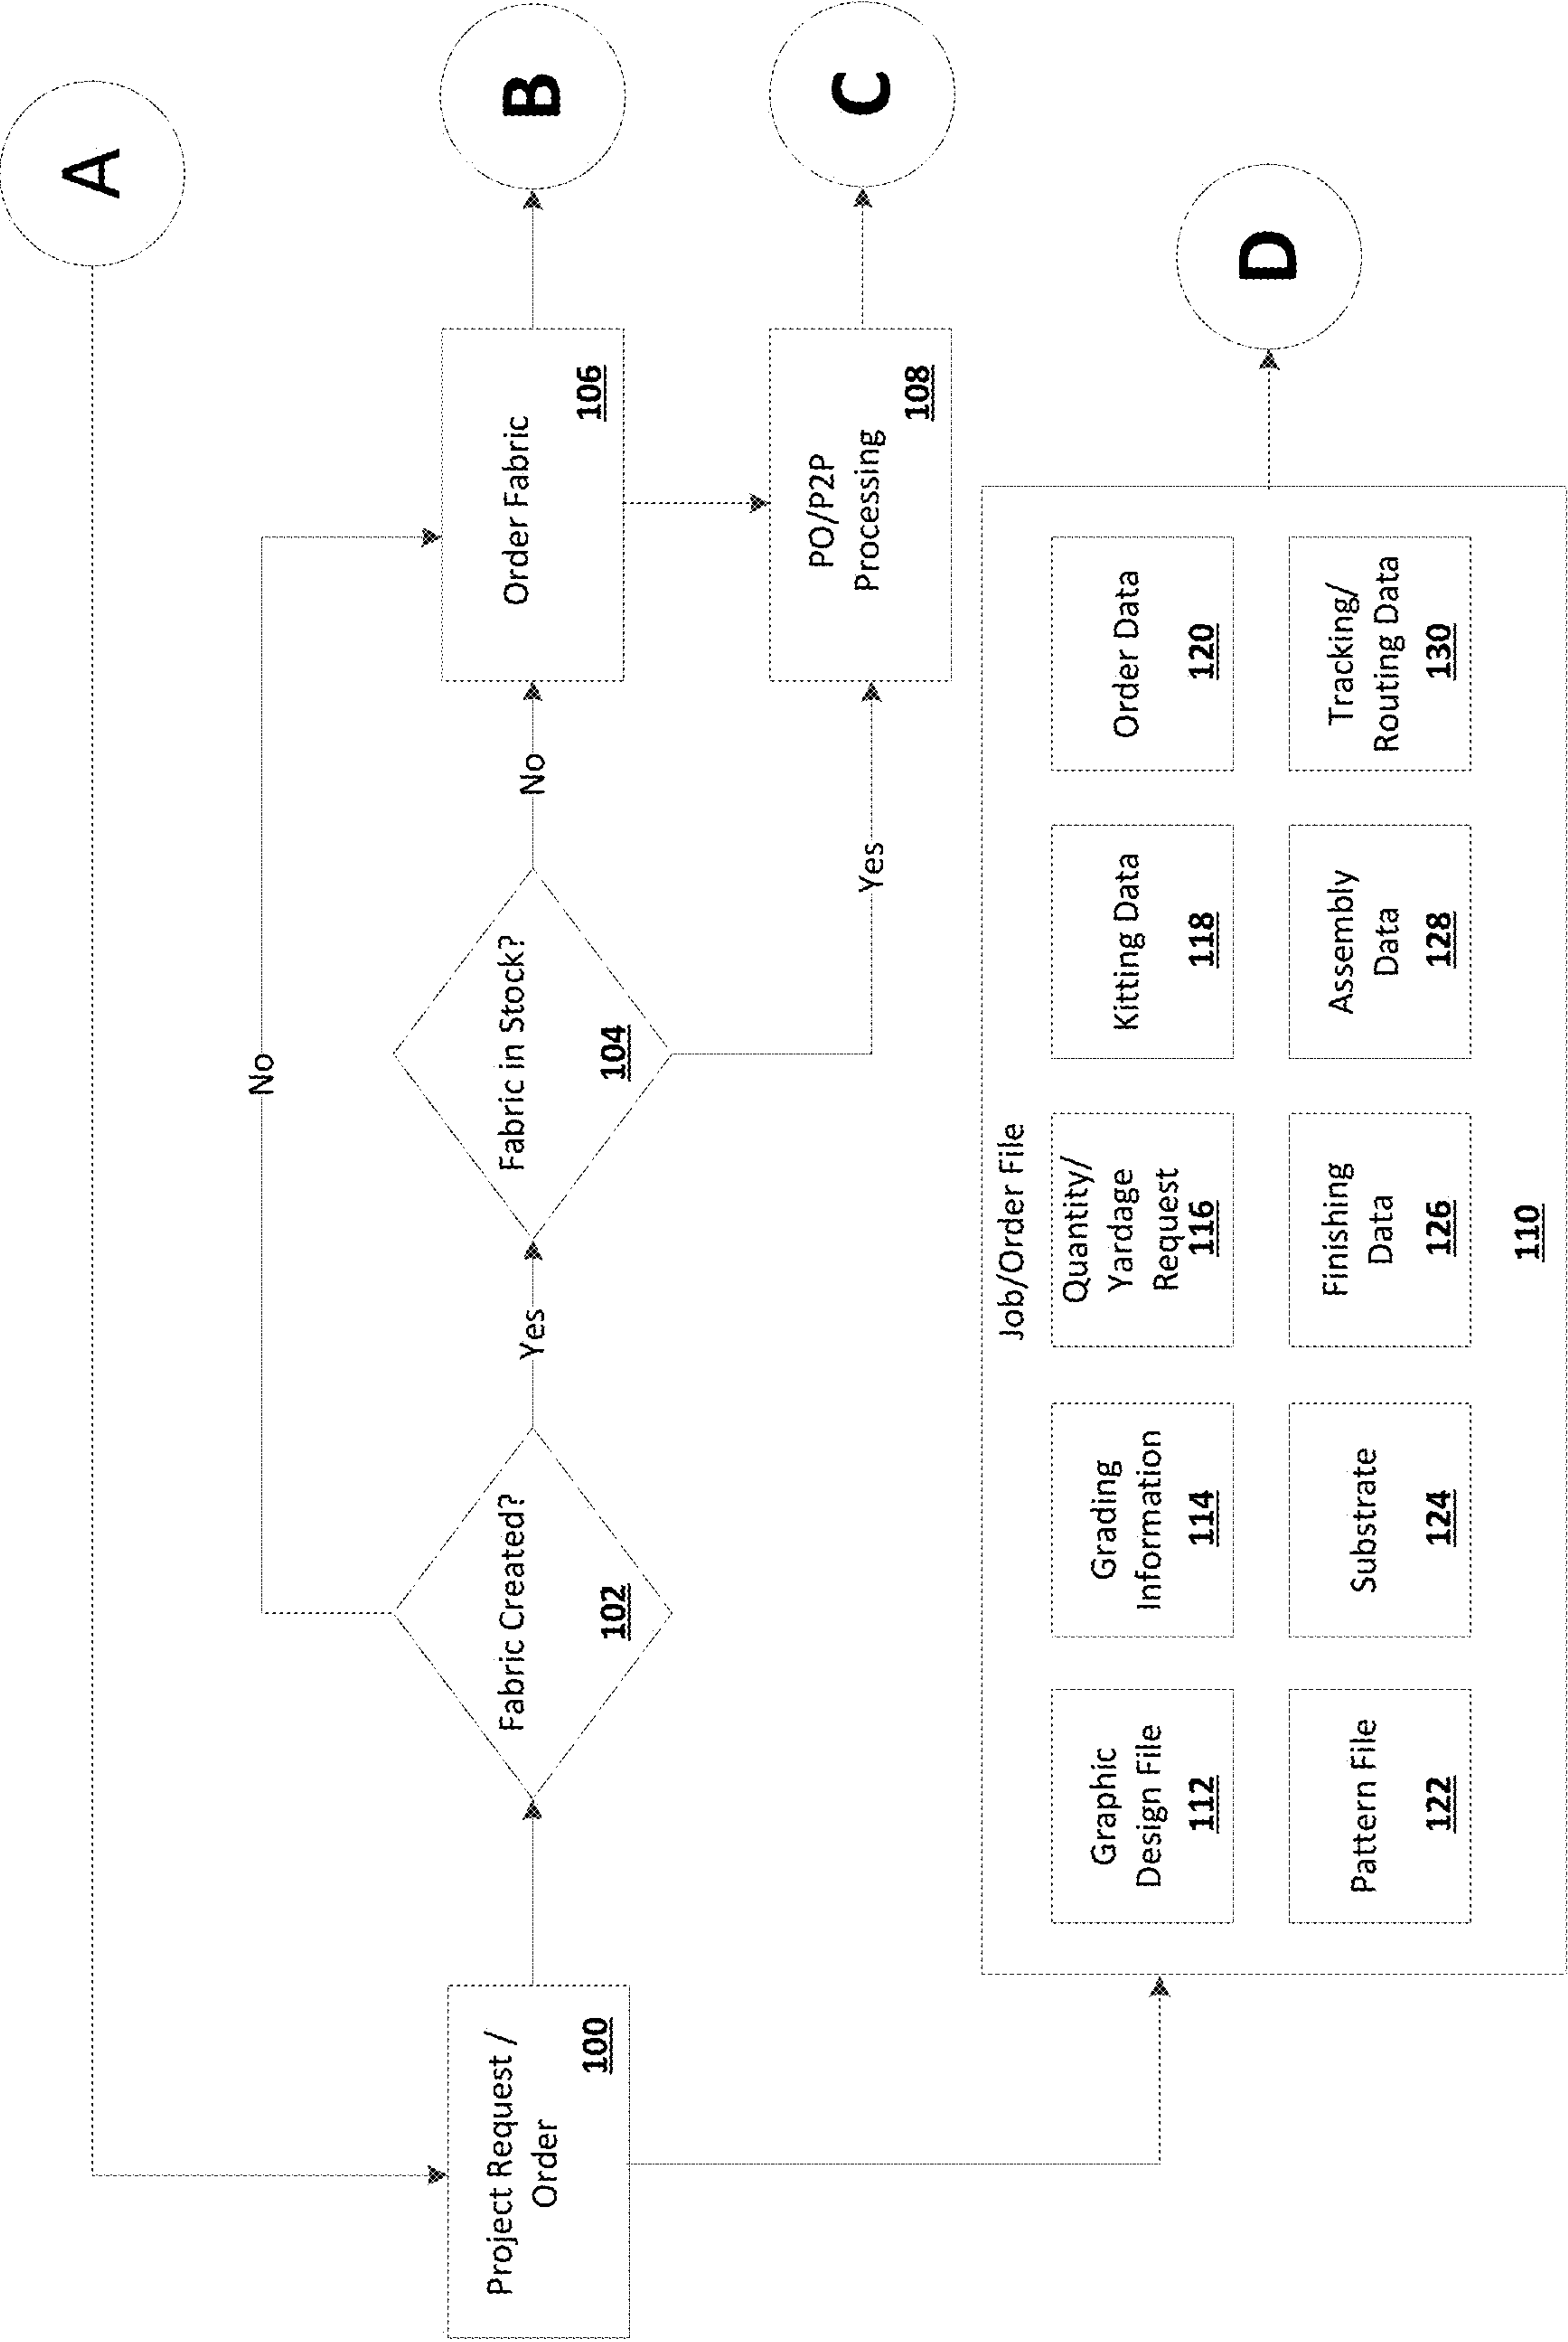 A
No
Project Request /
Order
100
Fabric Created?
102
Yes
Fabric in Stock?
104
No
Order Fabric
106
B
Yes
PO/P2P
Processing
108
C
Job/Order File
Graphic
Design File
112
Grading
Information
114
Quantity/
Yardage
Request
116
Kitting Data
118
Order Data
120
Pattern File
122
Substrate
124
Finishing
Data
126
Assembly
Data
128
Tracking/
Routing Data
130
110
D